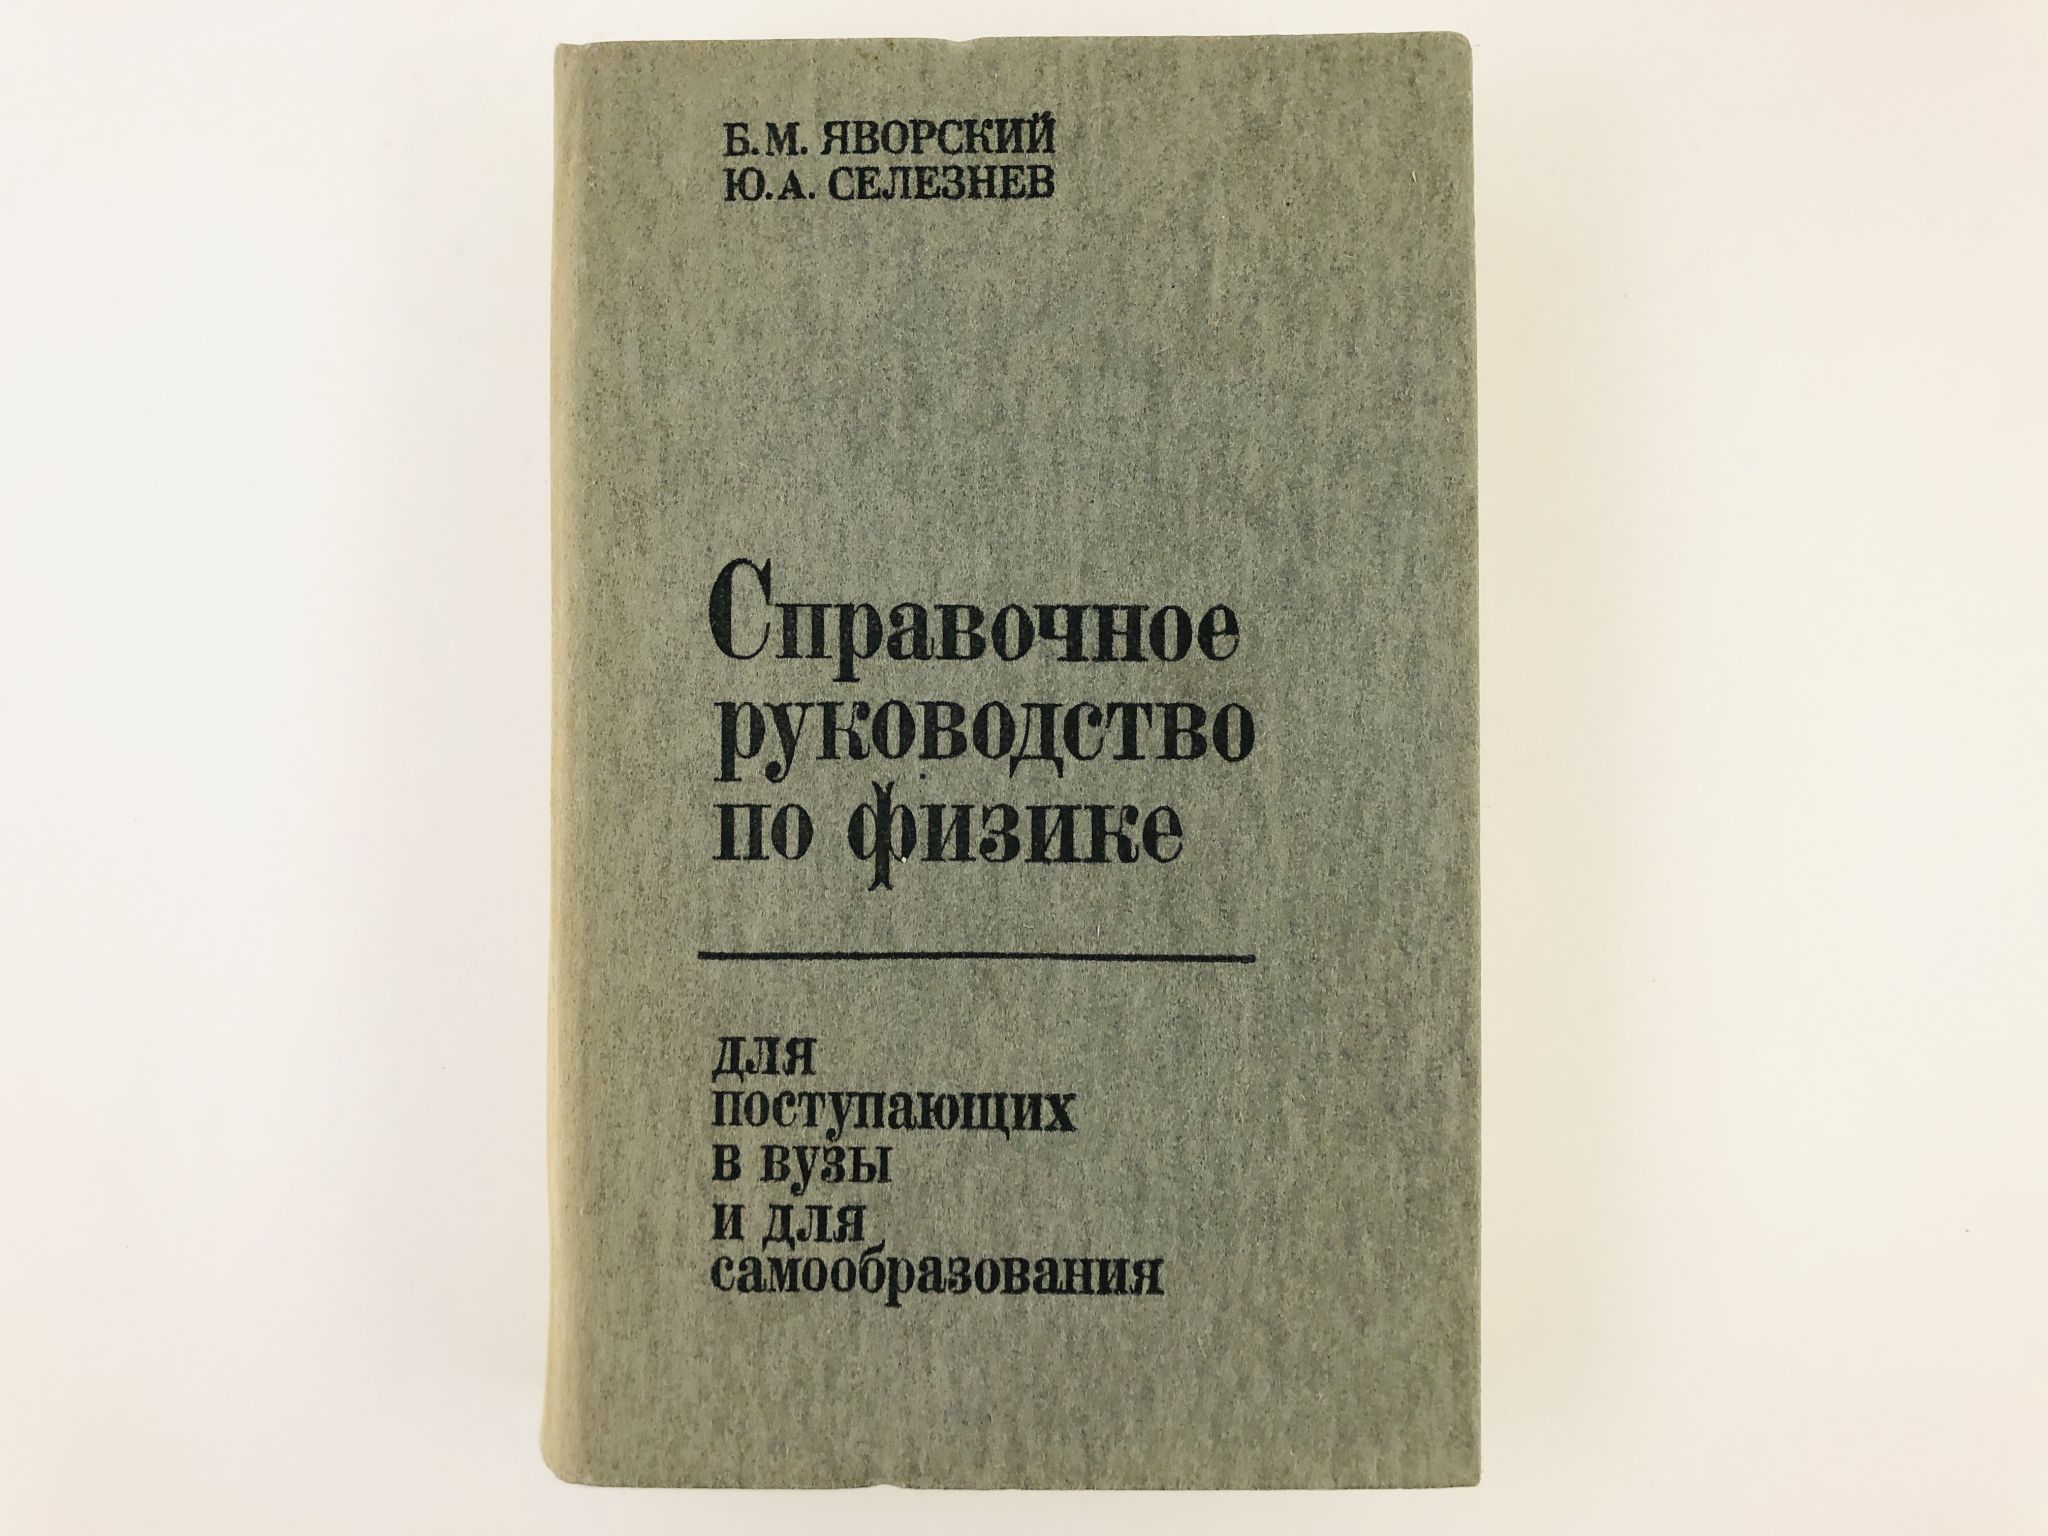 Б.М. ЯВОРСКИЙ
Ю.А. СЕЛЕЗНЕВ
Справочное
руководство
по физике
для
поступающих
в вузы
и для
самообразования